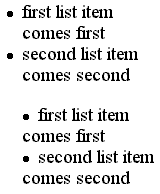 • first list item
comes first
• second list item
comes second
• first list item
comes first
• second list item
comes second